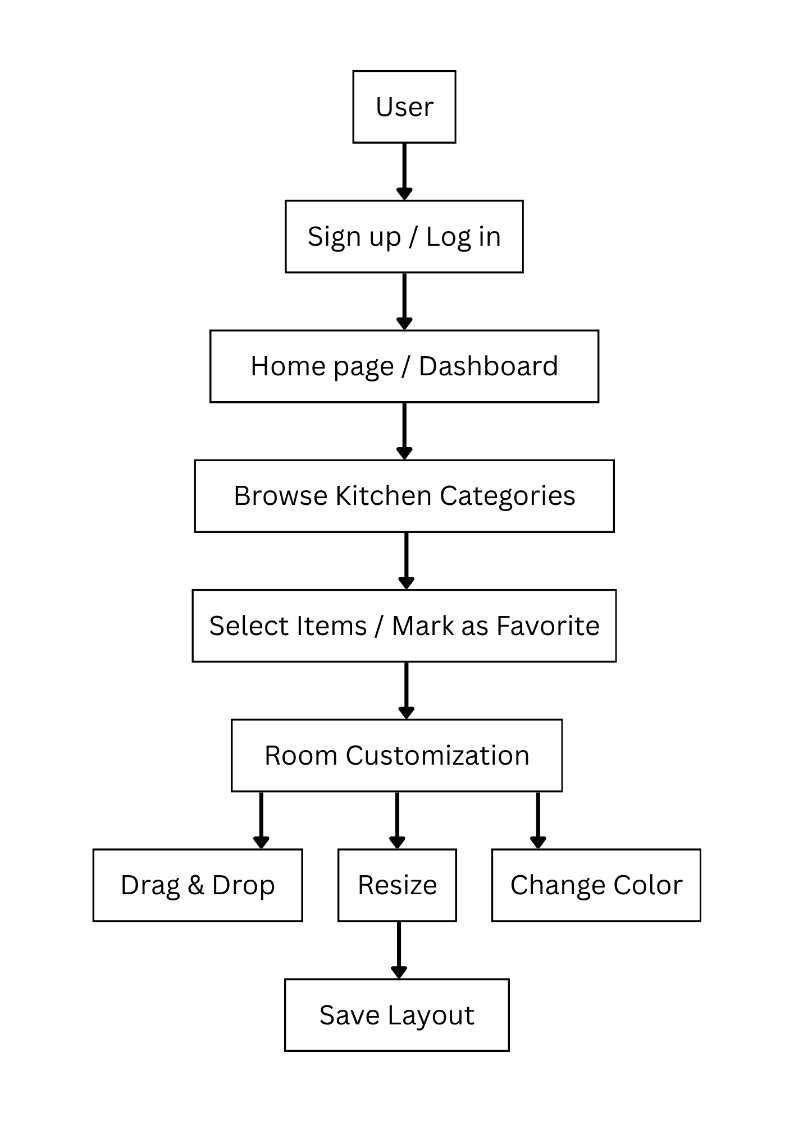 User
Sign up / Log in
Home page / Dashboard
Browse Kitchen Categories
Select Items / Mark as Favorite
Room Customization
Drag & Drop
Resize
Change Color
Save Layout